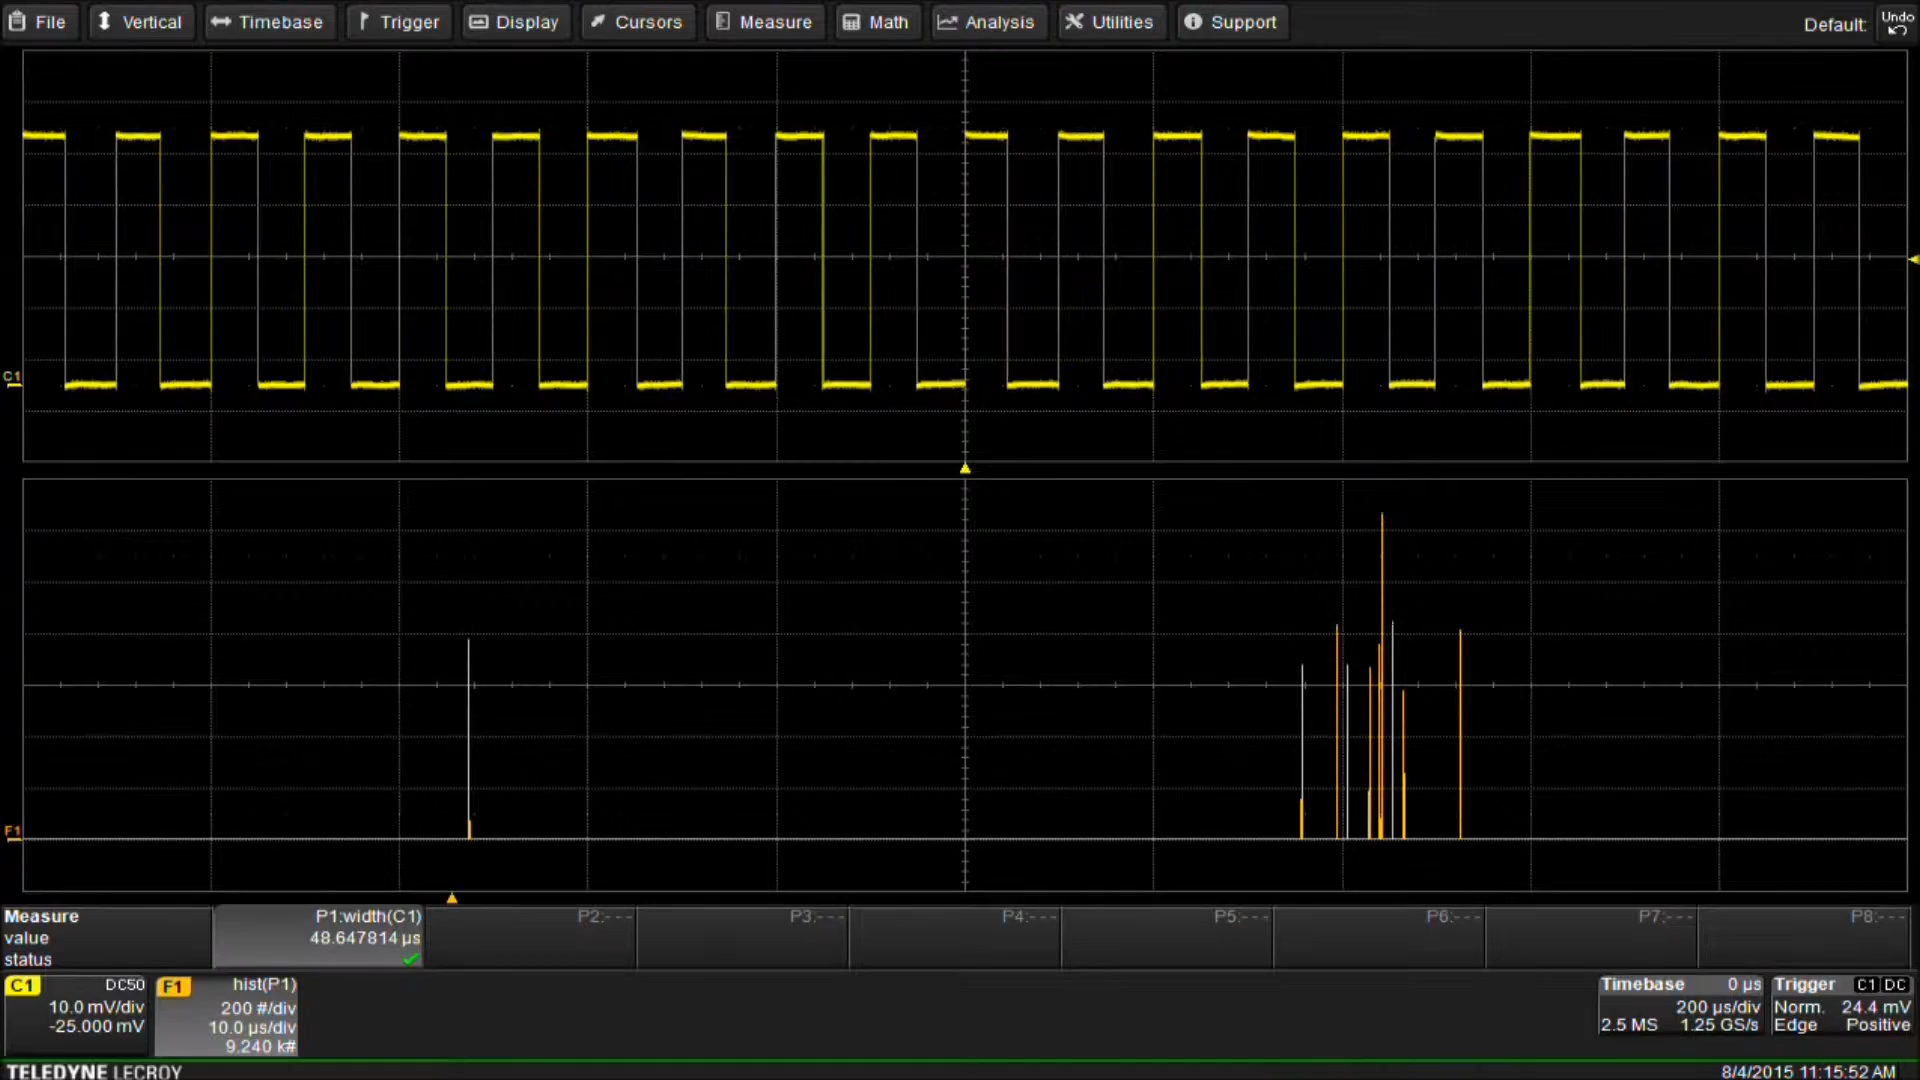 File Vertical Timebase Trigger Display Cursors Measure Math Analysis Utilities Support Default: Undo
C1
F1
Measure P1:width(C1) P2:--- P3:--- P4:--- P5:--- P6:--- P7:--- P8:---
value 48.647814 µs
status
C1 DC50 F1 hist(P1) Timebase 0 µs Trigger C1 DC
10.0 mV/div 200 #/div 200 µs/div Norm. 24.4 mV
-25.000 mV 10.0 µs/div 2.5 MS 1.25 GS/s Edge Positive
9.240 k#
TELEDYNE LECROY 8/4/2015 11:15:52 AM